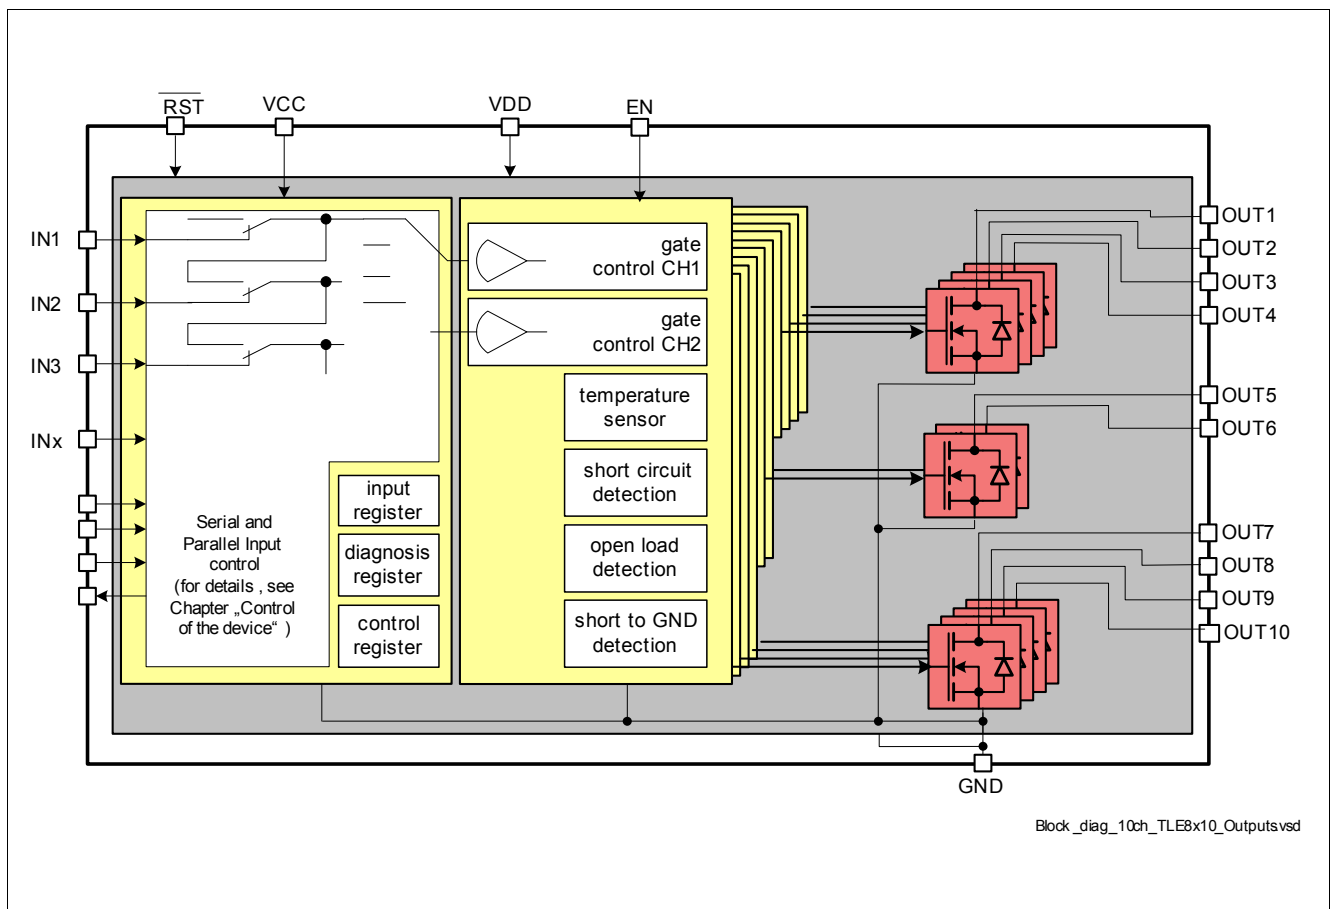 RST
VCC
VDD
EN
IN1
IN2
IN3
INx
gate
control CH1
gate
control CH2
temperature
sensor
short circuit
detection
open load
detection
short to GND
detection
input
register
diagnosis
register
control
register
Serial and
Parallel Input
control
(for details , see
Chapter „Control
of the device“ )
OUT1
OUT2
OUT3
OUT4
OUT5
OUT6
OUT7
OUT8
OUT9
OUT10
GND
Block_diag_10ch_TLE8x10_Outputs.vsd